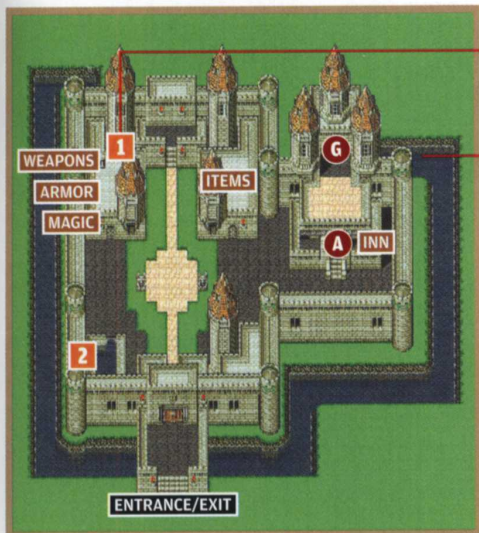 1
G
WEAPONS
ITEMS
ARMOR
MAGIC
A INN
2
ENTRANCE/EXIT